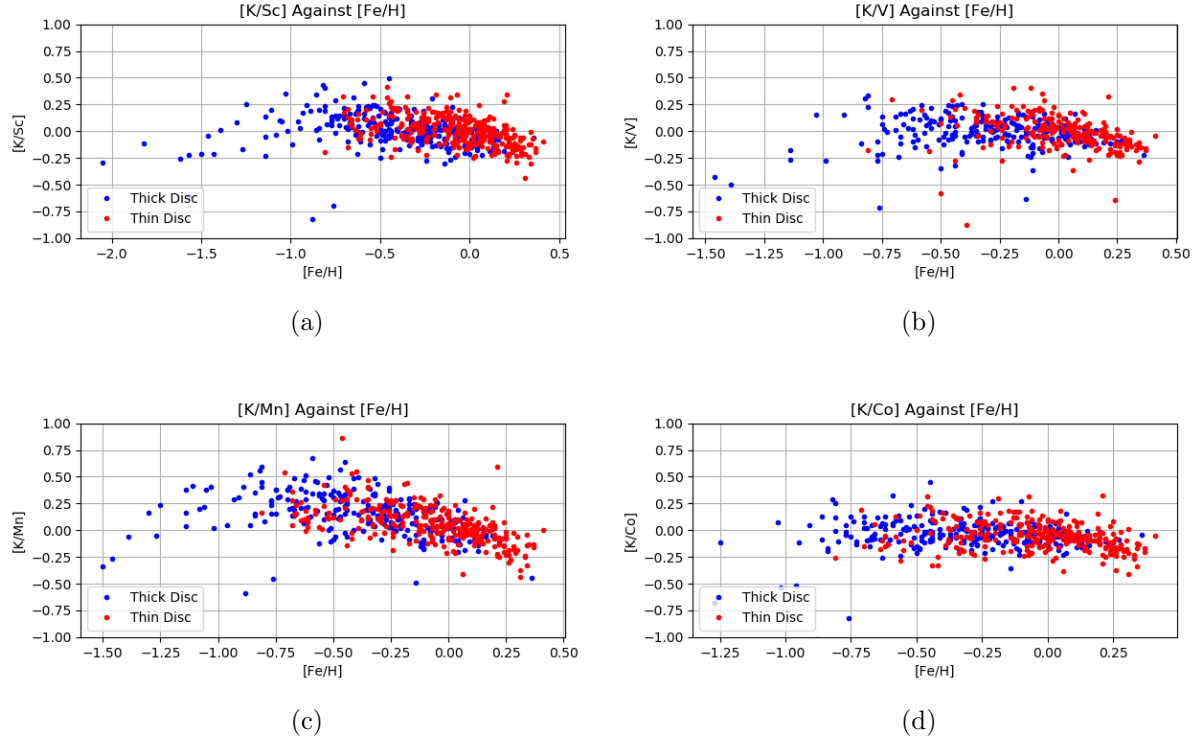 [K/Sc] Against [Fe/H]
1.00
0.75
0.50
0.25
0.00
−0.25
−0.50
−0.75
−1.00
[K/Sc]
Thick Disc
Thin Disc
−2.0 −1.5 −1.0 −0.5 0.0 0.5
[Fe/H]
(a)
[K/V] Against [Fe/H]
1.00
0.75
0.50
0.25
0.00
−0.25
−0.50
−0.75
−1.00
[K/V]
Thick Disc
Thin Disc
−1.50 −1.25 −1.00 −0.75 −0.50 −0.25 0.00 0.25 0.50
[Fe/H]
(b)
[K/Mn] Against [Fe/H]
1.00
0.75
0.50
0.25
0.00
−0.25
−0.50
−0.75
−1.00
[K/Mn]
Thick Disc
Thin Disc
−1.50 −1.25 −1.00 −0.75 −0.50 −0.25 0.00 0.25 0.50
[Fe/H]
(c)
[K/Co] Against [Fe/H]
1.00
0.75
0.50
0.25
0.00
−0.25
−0.50
−0.75
−1.00
[K/Co]
Thick Disc
Thin Disc
−1.25 −1.00 −0.75 −0.50 −0.25 0.00 0.25
[Fe/H]
(d)